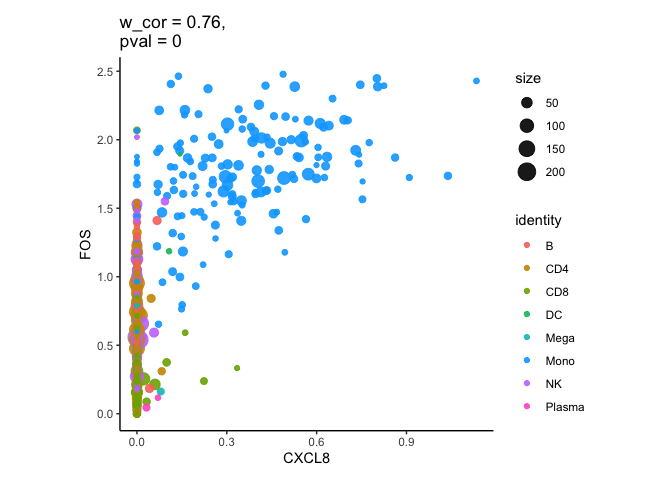 w_cor = 0.76,
pval = 0
2.5
2.0
1.5
1.0
0.5
0.0
FOS
0.0 0.3 0.6 0.9
CXCL8
size
50
100
150
200
identity
B
CD4
CD8
DC
Mega
Mono
NK
Plasma